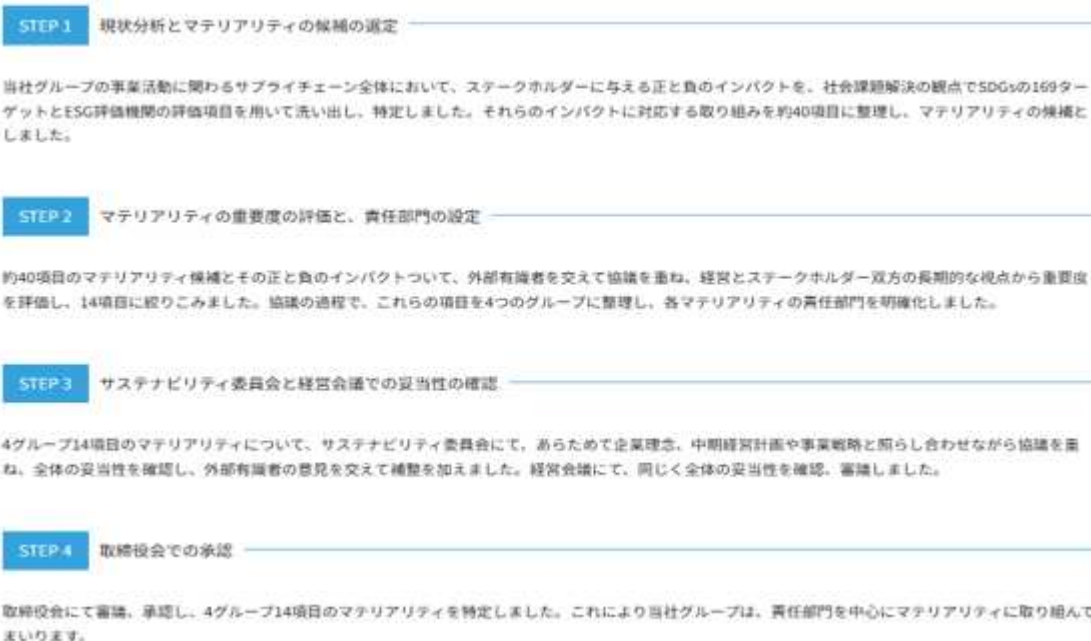 STEP 1 現状分析とマテリアリティの候補の選定
当社グループの事業活動に関わるサプライチェーン全体において、ステークホルダーに与える正と負のインパクトを、社会課題解決の観点でSDGsの169ター
ゲットとESG評価機関の評価項目を用いて洗い出し、特定しました。それらのインパクトに対応する取り組みを約40項目に整理し、マテリアリティの候補と
しました。
STEP 2 マテリアリティの重要度の評価と、責任部門の設定
約40項目のマテリアリティ候補とその正と負のインパクトついて、外部有識者を交えて協議を重ね、経営とステークホルダー双方の長期的な視点から重要度
を評価し、14項目に絞りこみました。協議の過程で、これらの項目を4つのグループに整理し、各マテリアリティの責任部門を明確化しました。
STEP 3 サステナビリティ委員会と経営会議での妥当性の確認
4グループ14項目のマテリアリティについて、サステナビリティ委員会にて、あらためて企業理念、中期経営計画や事業戦略と照らし合わせながら協議を重
ね、全体の妥当性を確認し、外部有識者の意見を交えて補整を加えました。経営会議にて、同じく全体の妥当性を確認、審議しました。
STEP 4 取締役会での承認
取締役会にて審議、承認し、4グループ14項目のマテリアリティを特定しました。これにより当社グループは、責任部門を中心にマテリアリティに取り組んで
まいります。